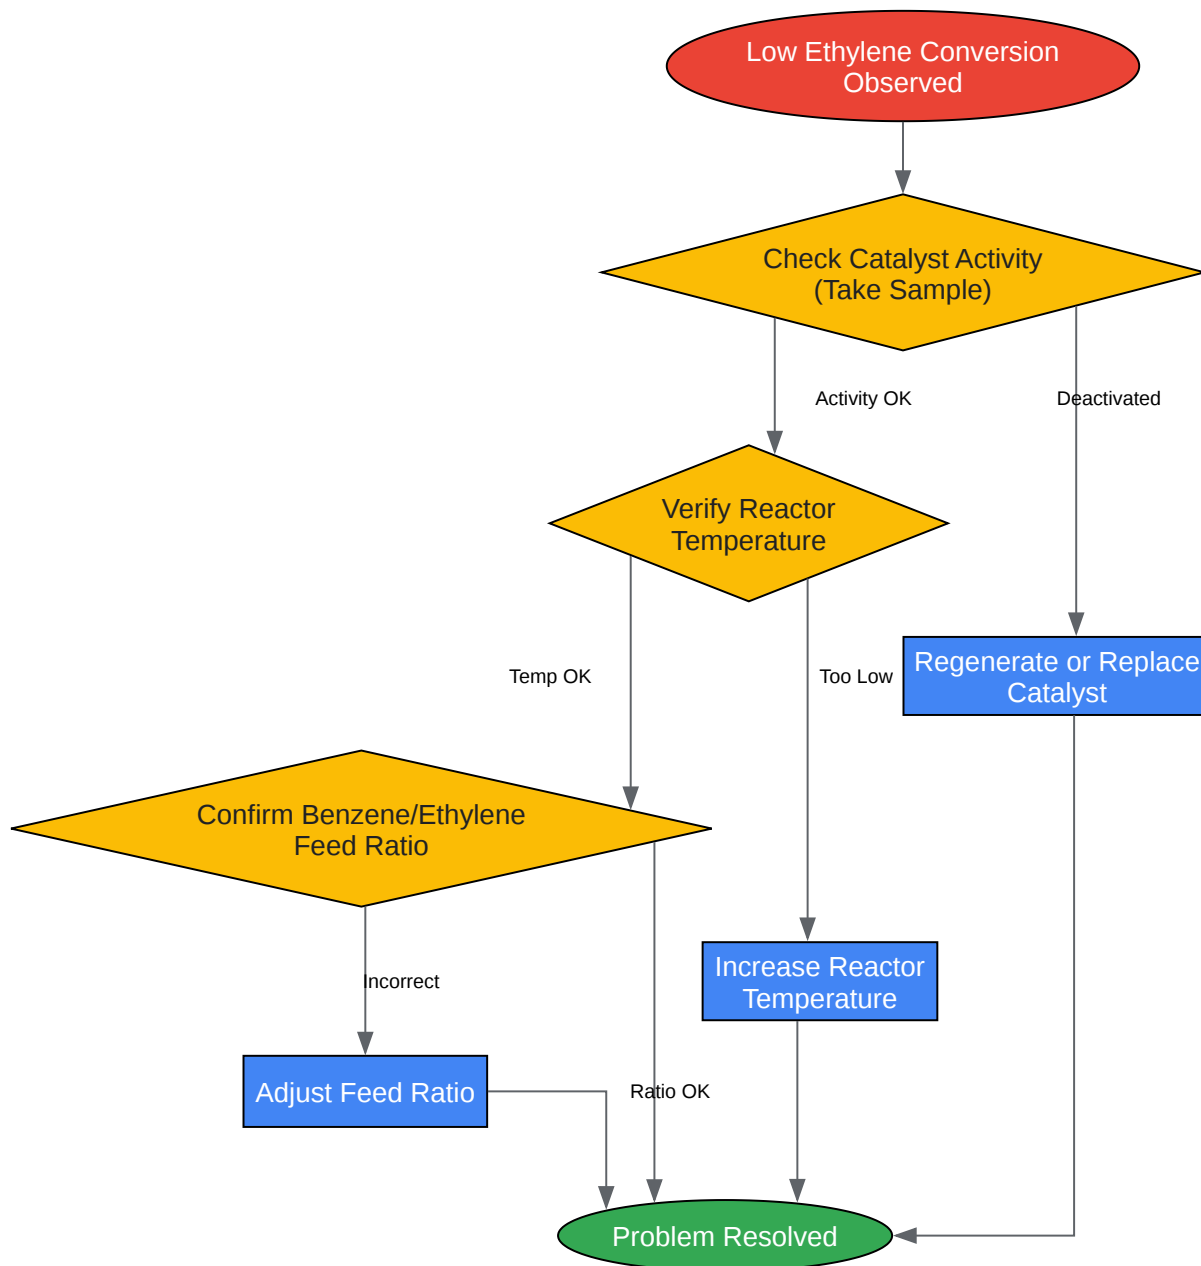 Low Ethylene Conversion
Observed
Check Catalyst Activity
(Take Sample)
Activity OK
Deactivated
Verify Reactor
Temperature
Temp OK
Too Low
Regenerate or Replace
Catalyst
Confirm Benzene/Ethylene
Feed Ratio
Incorrect
Increase Reactor
Temperature
Adjust Feed Ratio
Ratio OK
Problem Resolved